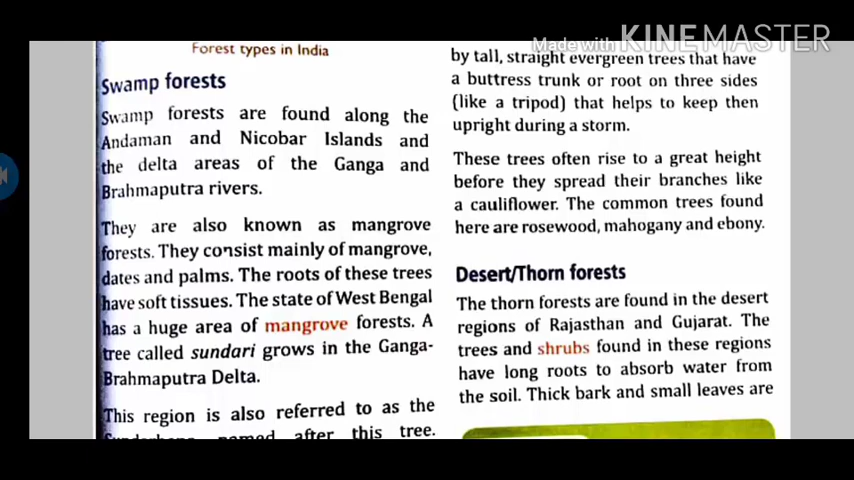 Made with KINEMASTER
Forest types in India
Swamp forests
Swamp forests are found along the
Andaman and Nicobar Islands and
the delta areas of the Ganga and
Brahmaputra rivers.
They are also known as mangrove
forests. They consist mainly of mangrove,
dates and palms. The roots of these trees
have soft tissues. The state of West Bengal
has a huge area of mangrove forests. A
tree called sundari grows in the Ganga-
Brahmaputra Delta.
This region is also referred to as the
named after this tree.
by tall, straight evergreen trees that have
a buttress trunk or root on three sides
(like a tripod) that helps to keep then
upright during a storm.
These trees often rise to a great height
before they spread their branches like
a cauliflower. The common trees found
here are rosewood, mahogany and ebony.
Desert/Thorn forests
The thorn forests are found in the desert
regions of Rajasthan and Gujarat. The
trees and shrubs found in these regions
have long roots to absorb water from
the soil. Thick bark and small leaves are